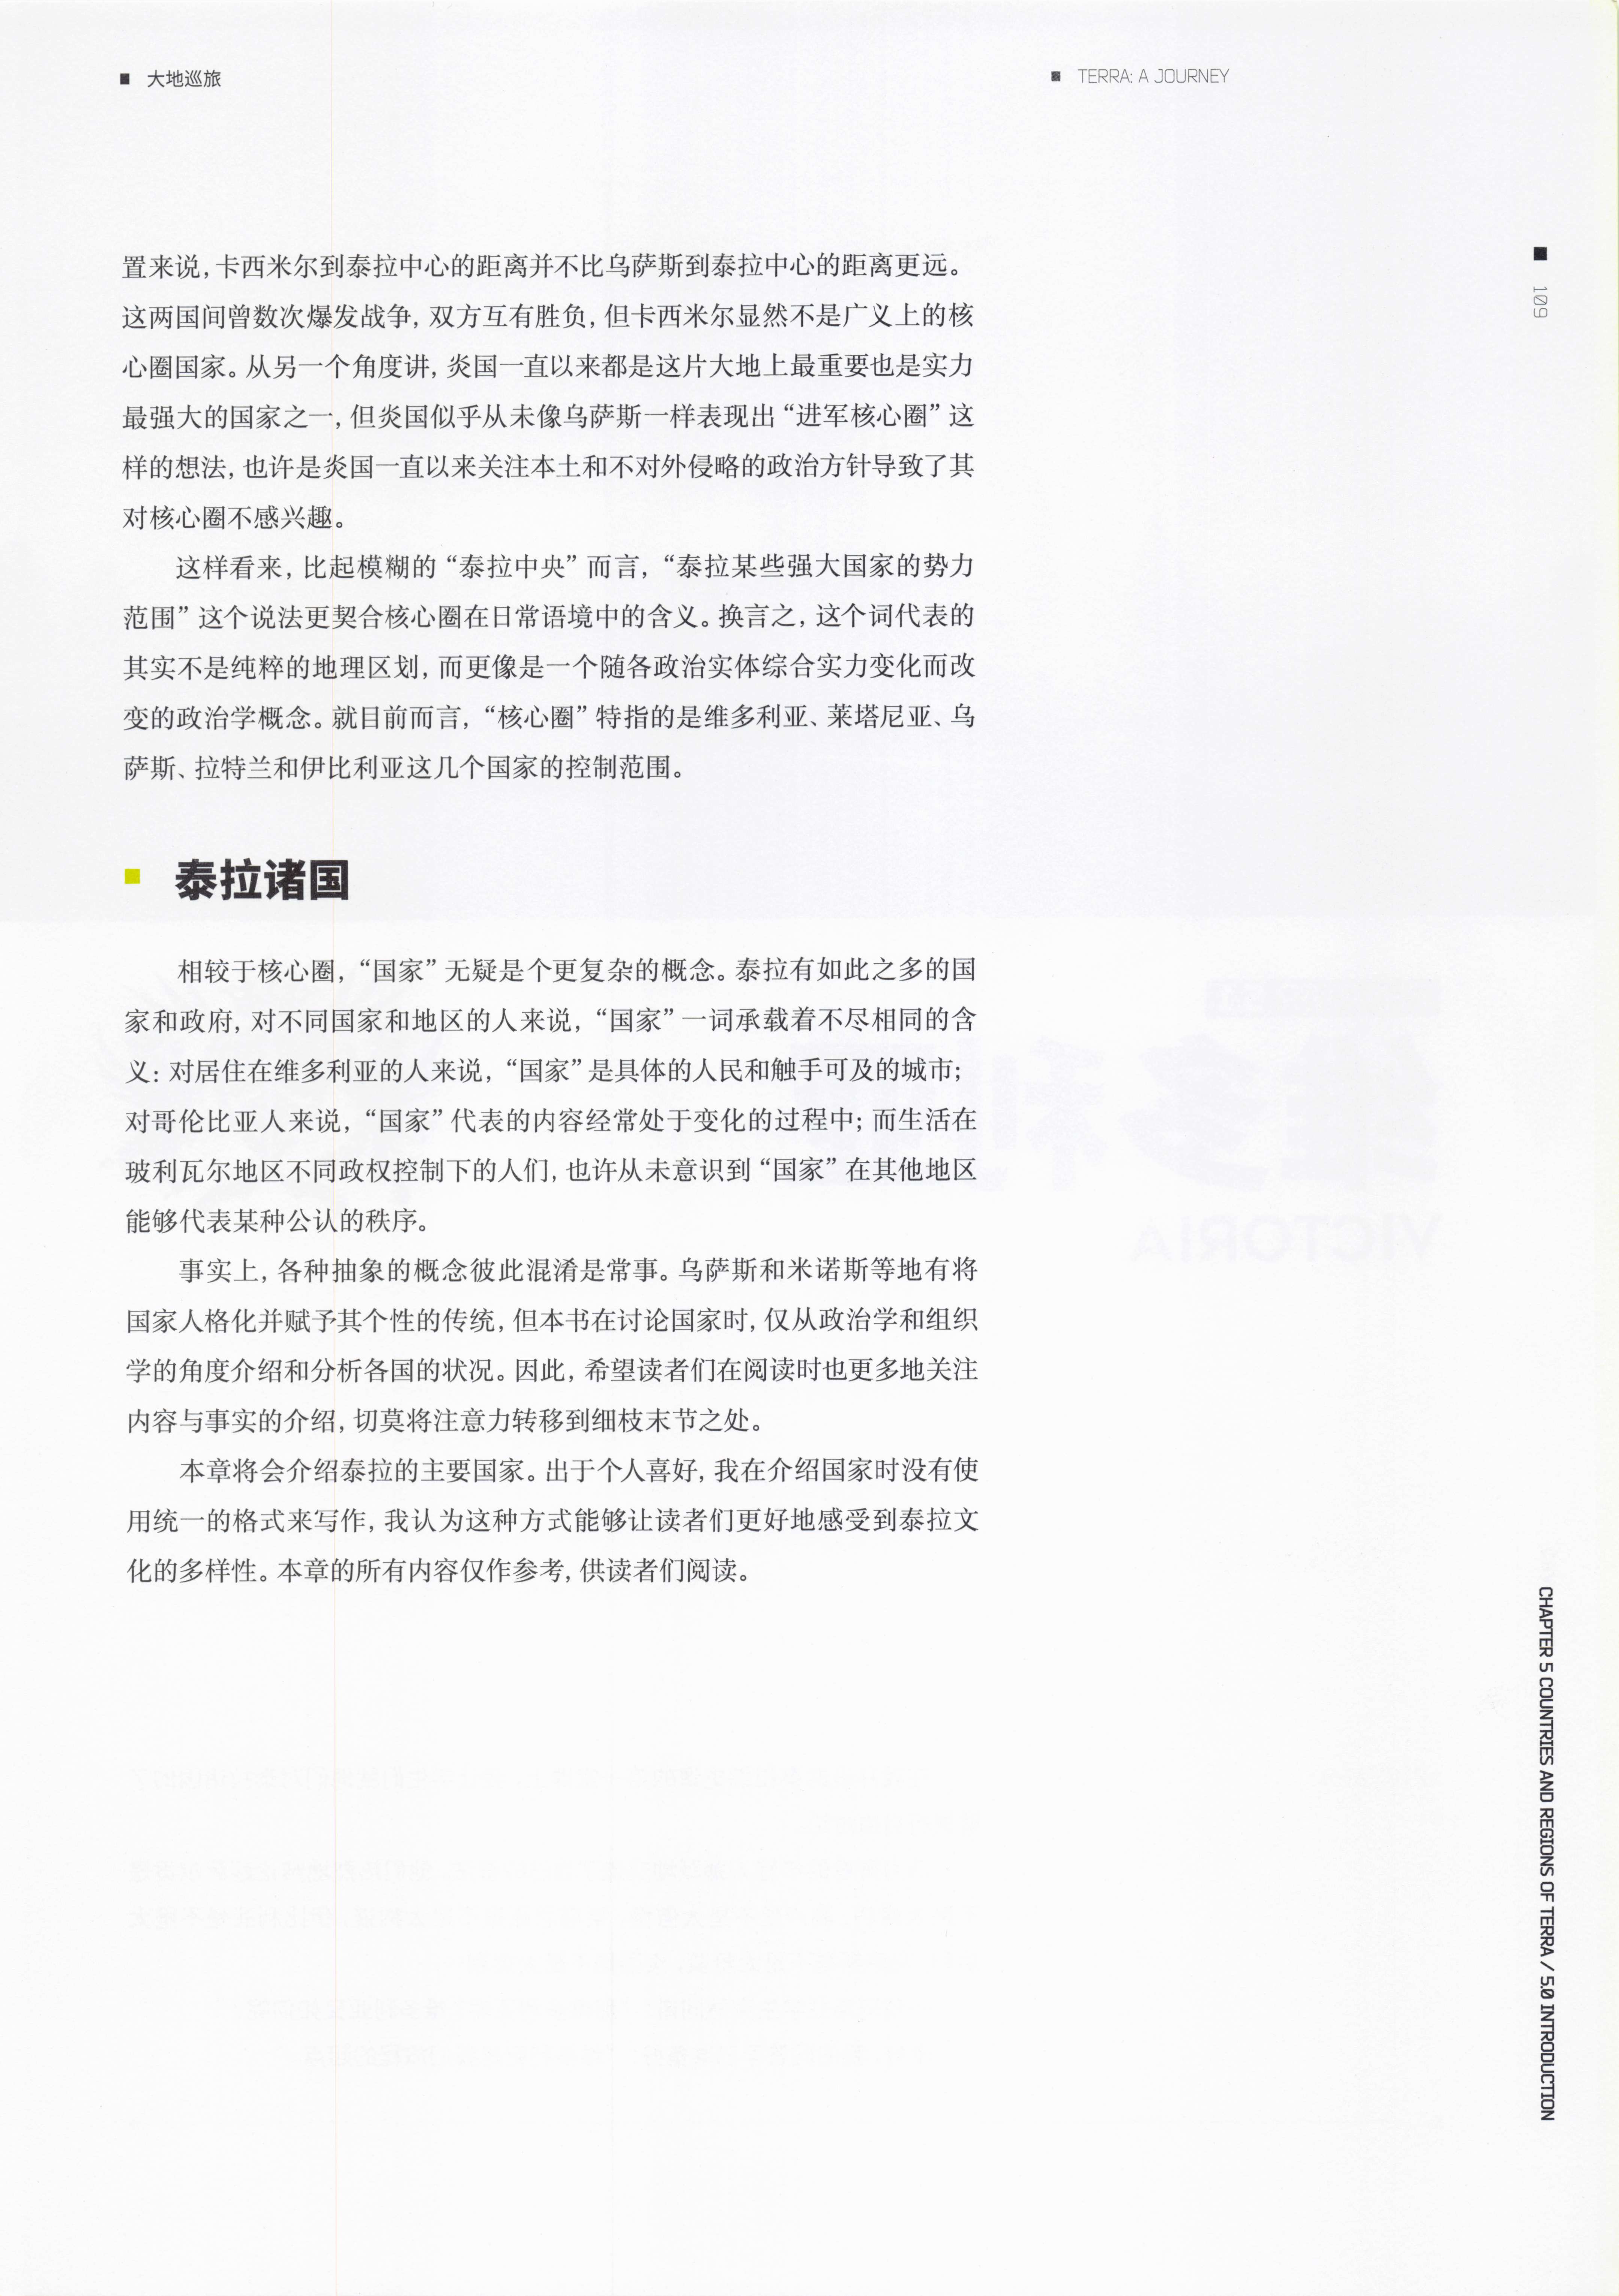 大地巡旅
TERRA: A JOURNEY
109
置来说，卡西米尔到泰拉中心的距离并不比乌萨斯到泰拉中心的距离更远。
这两国间曾数次爆发战争，双方互有胜负，但卡西米尔显然不是广义上的核
心圈国家。从另一个角度讲，炎国一直以来都是这片大地上最重要也是实力
最强大的国家之一，但炎国似乎从未像乌萨斯一样表现出“进军核心圈”这
样的想法，也许是炎国一直以来关注本土和不对外侵略的政治方针导致了其
对核心圈不感兴趣。
这样看来，比起模糊的“泰拉中央”而言，“泰拉某些强大国家的势力
范围”这个说法更契合核心圈在日常语境中的含义。换言之，这个词代表的
其实不是纯粹的地理区划，而更像是一个随各政治实体综合实力变化而改
变的政治学概念。就目前而言，“核心圈”特指的是维多利亚、莱塔尼亚、乌
萨斯、拉特兰和伊比利亚这几个国家的控制范围。
泰拉诸国
相较于核心圈，“国家”无疑是个更复杂的概念。泰拉有如此之多的国
家和政府，对不同国家和地区的人来说，“国家”一词承载着不尽相同的含
义：对居住在维多利亚的人来说，“国家”是具体的人民和触手可及的城市；
对哥伦比亚人来说，“国家”代表的内容经常处于变化的过程中；而生活在
玻利瓦尔地区不同政权控制下的人们，也许从未意识到“国家”在其他地区
能够代表某种公认的秩序。
事实上，各种抽象的概念彼此混淆是常事。乌萨斯和米诺斯等地有将
国家人格化并赋予其个性的传统，但本书在讨论国家时，仅从政治学和组织
学的角度介绍和分析各国的状况。因此，希望读者们在阅读时也更多地关注
内容与事实的介绍，切莫将注意力转移到细枝末节之处。
本章将会介绍泰拉的主要国家。出于个人喜好，我在介绍国家时没有使
用统一的格式来写作，我认为这种方式能够让读者们更好地感受到泰拉文
化的多样性。本章的所有内容仅作参考，供读者们阅读。
CHAPTER 5 COUNTRIES AND REGIONS OF TERRA / 5.0 INTRODUCTION